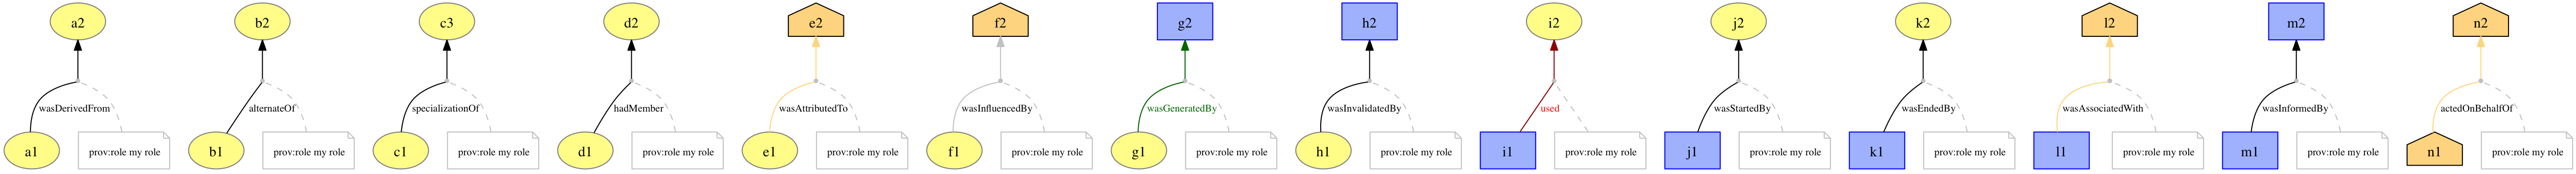 a2 b2 c3 d2 e2 f2 g2 h2 i2 j2 k2 l2 m2 n2
wasDerivedFrom alternateOf specializationOf hadMember wasAttributedTo wasInfluencedBy wasGeneratedBy wasInvalidatedBy used wasStartedBy wasEndedBy wasAssociatedWith wasInformedBy actedOnBehalfOf
a1 prov:role my role b1 prov:role my role c1 prov:role my role d1 prov:role my role e1 prov:role my role f1 prov:role my role g1 prov:role my role h1 prov:role my role i1 prov:role my role j1 prov:role my role k1 prov:role my role l1 prov:role my role m1 prov:role my role n1 prov:role my role